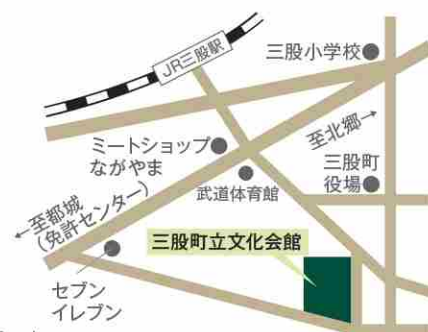 JR三股駅
三股小学校
至北郷→
ミートショップ
ながやま
三股町
役場
武道体育館
←至都城
(免許センター)
三股町立文化会館
セブン
イレブン